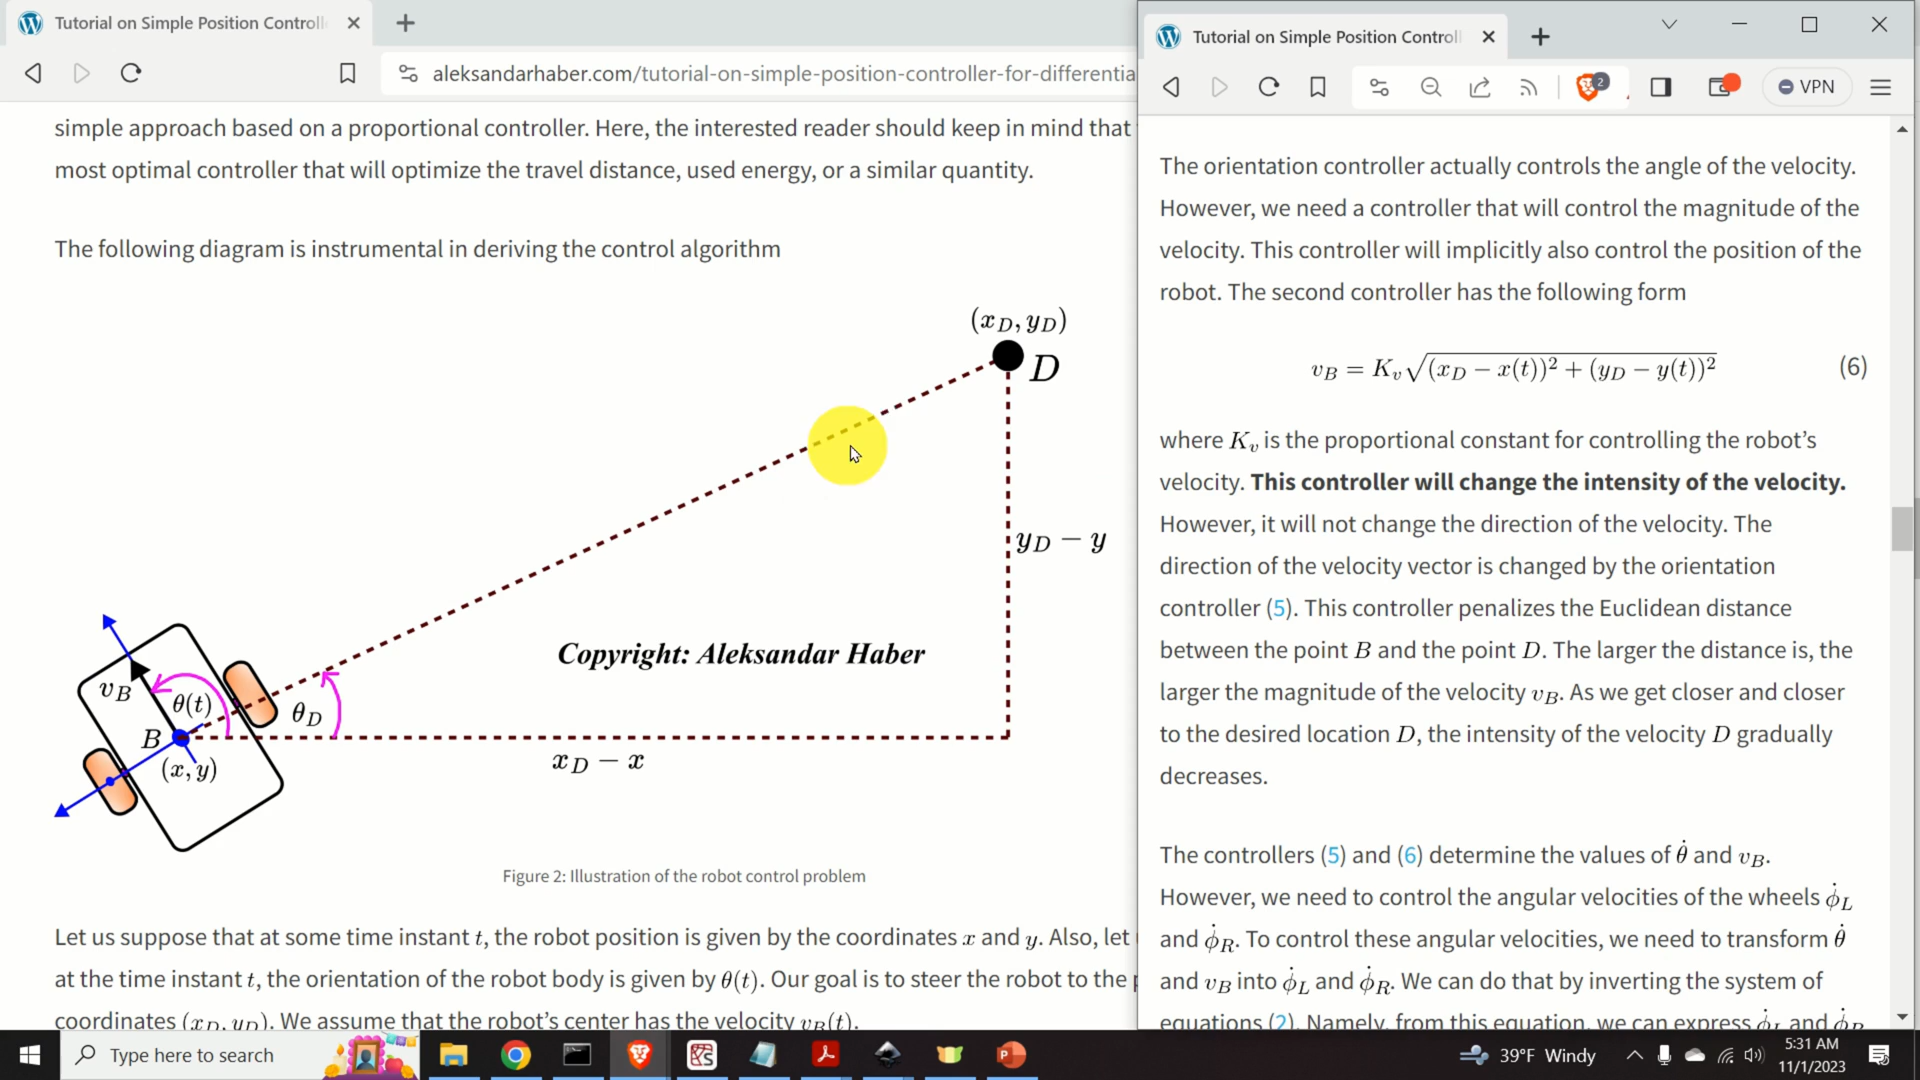 Tutorial on Simple Position Controll
aleksandarhaber.com/tutorial-on-simple-position-controller-for-differentia
simple approach based on a proportional controller. Here, the interested reader should keep in mind that
most optimal controller that will optimize the travel distance, used energy, or a similar quantity.
The following diagram is instrumental in deriving the control algorithm
(x_D, y_D)
D
y_D − y
Copyright: Aleksandar Haber
v_B
θ(t)
θ_D
B
(x, y)
x_D − x
Figure 2: Illustration of the robot control problem
Let us suppose that at some time instant t, the robot position is given by the coordinates x and y. Also, let
at the time instant t, the orientation of the robot body is given by θ(t). Our goal is to steer the robot to the
coordinates (x_D, y_D). We assume that the robot's center has the velocity v_B(t).
Tutorial on Simple Position Controll
2
VPN
The orientation controller actually controls the angle of the velocity.
However, we need a controller that will control the magnitude of the
velocity. This controller will implicitly also control the position of the
robot. The second controller has the following form
v_B = K_v √((x_D − x(t))² + (y_D − y(t))²) (6)
where K_v is the proportional constant for controlling the robot's
velocity. This controller will change the intensity of the velocity.
However, it will not change the direction of the velocity. The
direction of the velocity vector is changed by the orientation
controller (5). This controller penalizes the Euclidean distance
between the point B and the point D. The larger the distance is, the
larger the magnitude of the velocity v_B. As we get closer and closer
to the desired location D, the intensity of the velocity D gradually
decreases.
The controllers (5) and (6) determine the values of θ̇ and v_B.
However, we need to control the angular velocities of the wheels φ̇_L
and φ̇_R. To control these angular velocities, we need to transform θ̇
and v_B into φ̇_L and φ̇_R. We can do that by inverting the system of
equations (2). Namely, from this equation, we can express φ̇_L and φ̇_R
Type here to search
39°F Windy
5:31 AM
11/1/2023